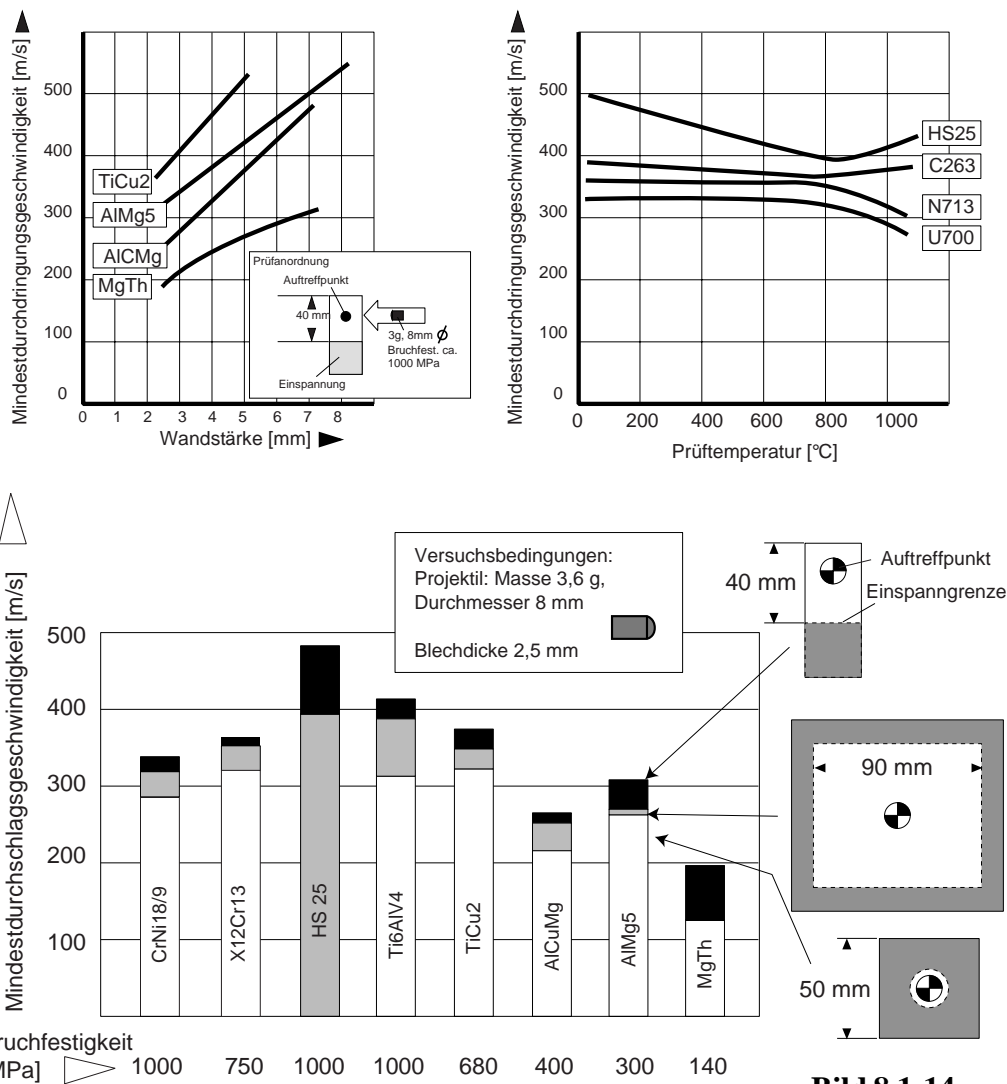 Mindestdurchdringungsgeschwindigkeit [m/s]
500
400
300
200
100
0
TiCu2
AlMg5
AlCMg
MgTh
0 1 2 3 4 5 6 7 8
Wandstärke [mm]
Prüfanordnung
Auftreffpunkt
40 mm
3g, 8mm ϕ
Bruchfest. ca.
1000 MPa
Einspannung
Mindestdurchdringungsgeschwindigkeit [m/s]
500
400
300
200
100
0
HS25
C263
N713
U700
0 200 400 600 800 1000
Prüftemperatur [°C]
Mindestdurchschlagsgeschwindigkeit [m/s]
500
400
300
200
100
Versuchsbedingungen:
Projektil: Masse 3,6 g,
Durchmesser 8 mm
Blechdicke 2,5 mm
CrNi18/9
X12Cr13
HS 25
Ti6AlV4
TiCu2
AlCuMg
AlMg5
MgTh
40 mm
Auftreffpunkt
Einspanngrenze
90 mm
50 mm
ruchfestigkeit
MPa] 1000 750 1000 1000 680 400 300 140
Bild 8.1-14